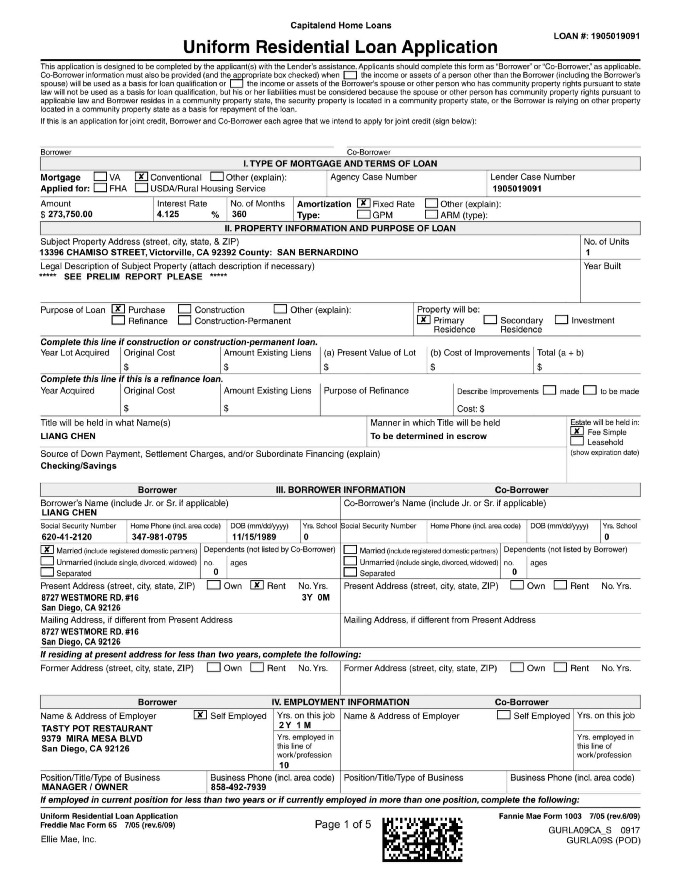 Capitalend Home Loans
LOAN #: 1905019091
Uniform Residential Loan Application
This application is designed to be completed by the applicant(s) with the Lender's assistance. Applicants should complete this form as "Borrower" or "Co-Borrower," as applicable.
Co-Borrower information must also be provided (and the appropriate box checked) when the income or assets of a person other than the Borrower (including the Borrower's
spouse) will be used as a basis for loan qualification or the income or assets of the Borrower's spouse or other person who has community property rights pursuant to state
law will not be used as a basis for loan qualification, but his or her liabilities must be considered because the spouse or other person has community property rights pursuant to
applicable law and Borrower resides in a community property state, the security property is located in a community property state, or the Borrower is relying on other property
located in a community property state as basis for repayment of the loan.
If this is an application for joint credit, Borrower and Co-Borrower each agree that we intend to apply for joint credit (sign below):
Borrower Co-Borrower
I. TYPE OF MORTGAGE AND TERMS OF LOAN
Mortgage VA X Conventional Other (explain): Agency Case Number Lender Case Number
Applied for: FHA USDA/Rural Housing Service 1905019091
Amount Interest Rate No. of Months Amortization X Fixed Rate Other (explain):
$ 273,750.00 4.125 % 360 Type: GPM ARM (type):
II. PROPERTY INFORMATION AND PURPOSE OF LOAN
Subject Property Address (street, city, state, & ZIP) No. of Units
13396 CHAMISO STREET, Victorville, CA 92392 County: SAN BERNARDINO 1
Legal Description of Subject Property (attach description if necessary) Year Built
***** SEE PRELIM REPORT PLEASE *****
Purpose of Loan X Purchase Construction Other (explain): Property will be:
Refinance Construction-Permanent X Primary Residence Secondary Residence Investment
Complete this line if construction or construction-permanent loan.
Year Lot Acquired Original Cost Amount Existing Liens (a) Present Value of Lot (b) Cost of Improvements Total (a + b)
$ $ $ $ $
Complete this line if this is a refinance loan.
Year Acquired Original Cost Amount Existing Liens Purpose of Refinance Describe Improvements made to be made
$ $ Cost: $
Title will be held in what Name(s) Manner in which Title will be held Estate will be held in:
LIANG CHEN To be determined in escrow X Fee Simple
Leasehold
Source of Down Payment, Settlement Charges, and/or Subordinate Financing (explain) (show expiration date)
Checking/Savings
Borrower III. BORROWER INFORMATION Co-Borrower
Borrower's Name (include Jr. or Sr. if applicable) Co-Borrower's Name (include Jr. or Sr. if applicable)
LIANG CHEN
Social Security Number Home Phone (incl. area code) DOB (mm/dd/yyyy) Yrs. School Social Security Number Home Phone (incl. area code) DOB (mm/dd/yyyy) Yrs. School
620-41-2120 347-981-0795 11/15/1989 0 0
X Married (include registered domestic partners) Dependents (not listed by Co-Borrower) Married (include registered domestic partners) Dependents (not listed by Borrower)
Unmarried (include single, divorced, widowed) no. ages Unmarried (include single, divorced, widowed) no. ages
Separated 0 Separated 0
Present Address (street, city, state, ZIP) Own X Rent No. Yrs. Present Address (street, city, state, ZIP) Own Rent No. Yrs.
8727 WESTMORE RD. #16 3Y 0M
San Diego, CA 92126
Mailing Address, if different from Present Address Mailing Address, if different from Present Address
8727 WESTMORE RD. #16
San Diego, CA 92126
If residing at present address for less than two years, complete the following:
Former Address (street, city, state, ZIP) Own Rent No. Yrs. Former Address (street, city, state, ZIP) Own Rent No. Yrs.
Borrower IV. EMPLOYMENT INFORMATION Co-Borrower
Name & Address of Employer X Self Employed Yrs. on this job Name & Address of Employer Self Employed Yrs. on this job
TASTY POT RESTAURANT 2Y 1M
9379 MIRA MESA BLVD Yrs. employed in this line of work/profession Yrs. employed in this line of work/profession
San Diego, CA 92126
10
Position/Title/Type of Business Business Phone (incl. area code) Position/Title/Type of Business Business Phone (incl. area code)
MANAGER / OWNER 858-492-7939
If employed in current position for less than two years or if currently employed in more than one position, complete the following:
Uniform Residential Loan Application Fannie Mae Form 1003 7/05 (rev.6/09)
Freddie Mac Form 65 7/05 (rev.6/09) Page 1 of 5
GURLA09CA_S 0917
Ellie Mae, Inc. GURLA09S (POD)